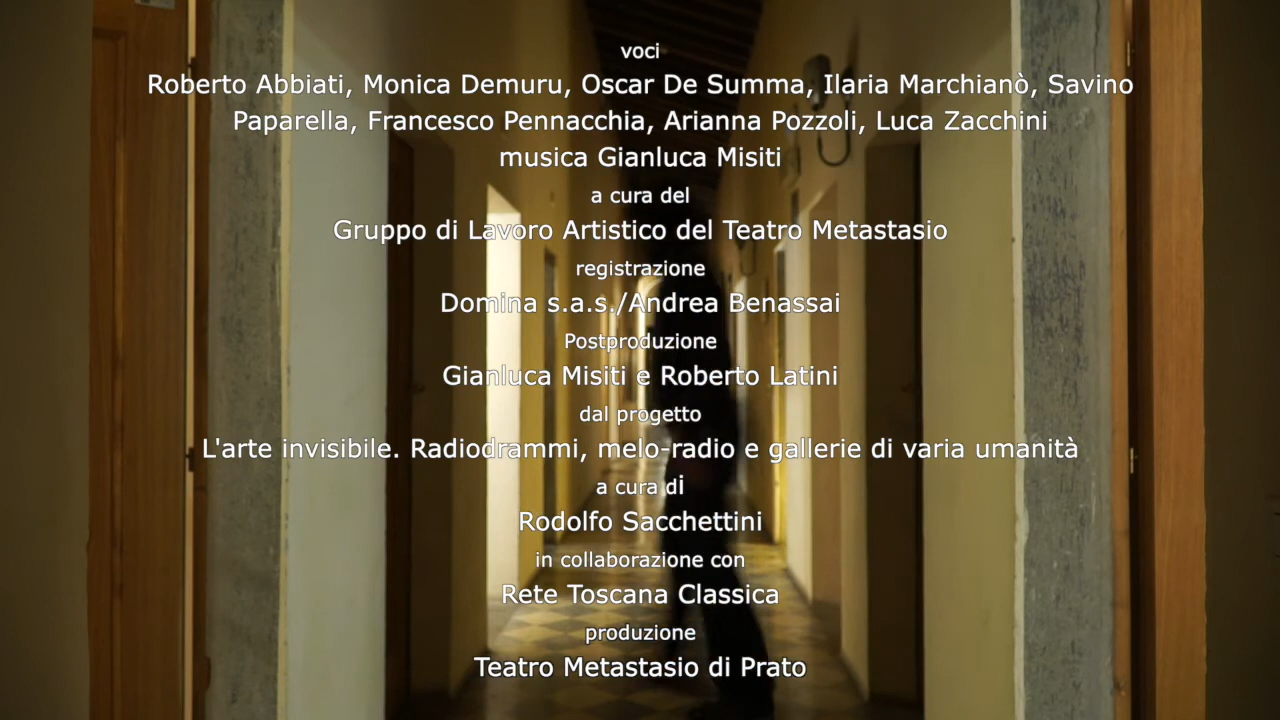 voci
Roberto Abbiati, Monica Demuru, Oscar De Summa, Ilaria Marchianò, Savino
Paparella, Francesco Pennacchia, Arianna Pozzoli, Luca Zacchini
musica Gianluca Misiti
a cura del
Gruppo di Lavoro Artistico del Teatro Metastasio
registrazione
Domina s.a.s./Andrea Benassai
Postproduzione
Gianluca Misiti e Roberto Latini
dal progetto
L'arte invisibile. Radiodrammi, melo-radio e gallerie di varia umanità
a cura di
Rodolfo Sacchettini
in collaborazione con
Rete Toscana Classica
produzione
Teatro Metastasio di Prato